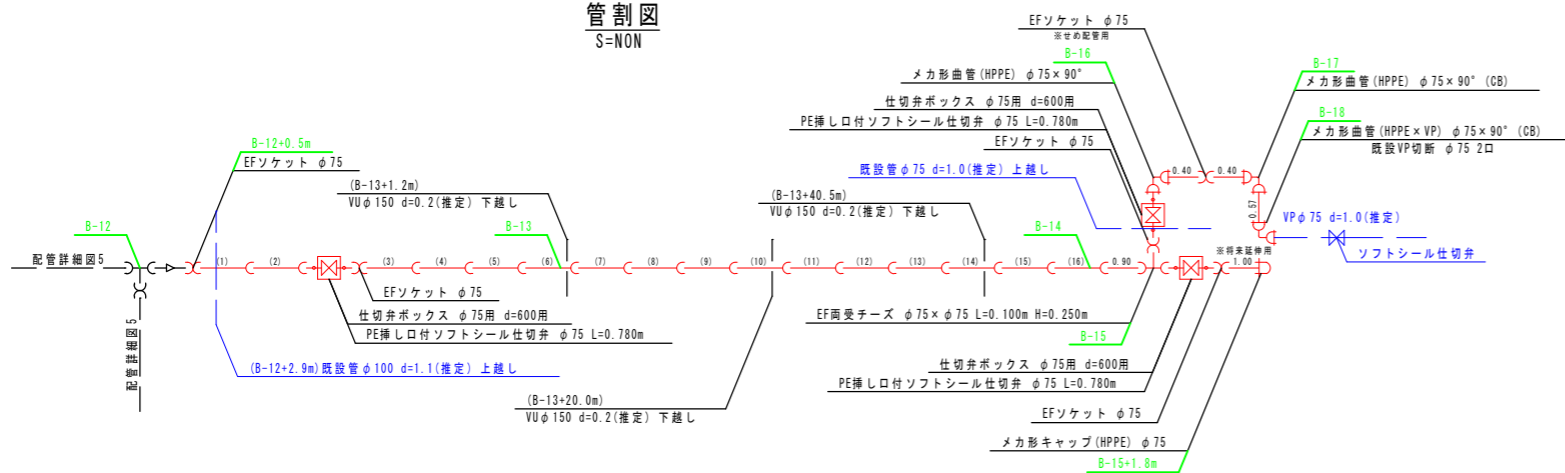 管割図
S=NON
EFソケット φ75
※せめ配管用
B-16
メカ形曲管(HPPE) φ75×90°
仕切弁ボックス φ75用 d=600用
PE挿し口付ソフトシール仕切弁 φ75 L=0.780m
EFソケット φ75
既設管φ75 d=1.0(推定) 上越し
B-17
メカ形曲管(HPPE) φ75×90° (CB)
B-18
メカ形曲管(HPPE×VP) φ75×90° (CB)
既設VP切断 φ75 2口
0.40
0.40
0.57
VPφ75 d=1.0(推定)
ソフトシール仕切弁
B-12+0.5m
EFソケット φ75
(B-13+1.2m)
VUφ150 d=0.2(推定) 下越し
(B-13+40.5m)
VUφ150 d=0.2(推定) 下越し
B-12
B-13
B-14
配管詳細図5
(1)
(2)
(3)
(4)
(5)
(6)
(7)
(8)
(9)
(10)
(11)
(12)
(13)
(14)
(15)
(16)
0.90
※将来延伸用
1.00
配管詳細図5
EFソケット φ75
仕切弁ボックス φ75用 d=600用
PE挿し口付ソフトシール仕切弁 φ75 L=0.780m
(B-12+2.9m)既設管φ100 d=1.1(推定) 上越し
(B-13+20.0m)
VUφ150 d=0.2(推定) 下越し
EF両受チーズ φ75×φ75 L=0.100m H=0.250m
B-15
仕切弁ボックス φ75用 d=600用
PE挿し口付ソフトシール仕切弁 φ75 L=0.780m
EFソケット φ75
メカ形キャップ(HPPE) φ75
B-15+1.8m